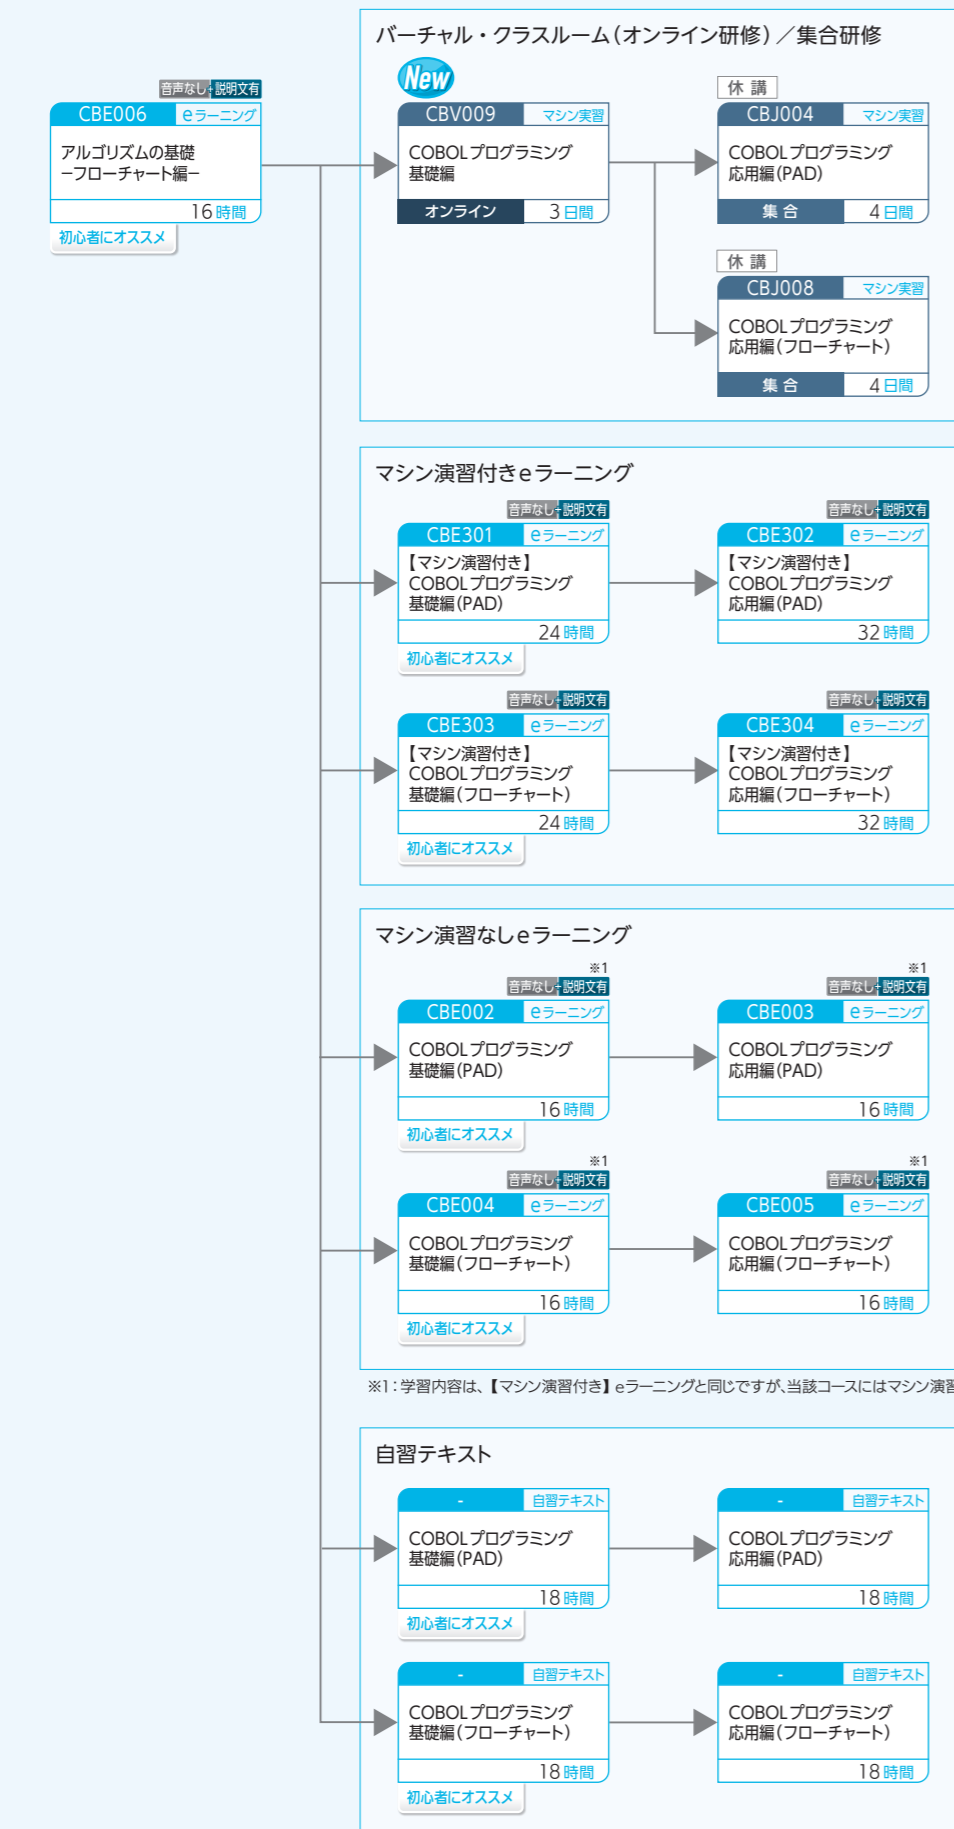 バーチャル・クラスルーム(オンライン研修)／集合研修
音声なし+説明文有
CBE006 eラーニング
アルゴリズムの基礎
−フローチャート編−
16時間
初心者にオススメ
New
CBV009 マシン実習
COBOLプログラミング
基礎編
オンライン 3日間
休 講
CBJ004 マシン実習
COBOLプログラミング
応用編(PAD)
集 合 4日間
休 講
CBJ008 マシン実習
COBOLプログラミング
応用編(フローチャート)
集 合 4日間
マシン演習付きeラーニング
音声なし+説明文有
CBE301 eラーニング
【マシン演習付き】
COBOLプログラミング
基礎編(PAD)
24時間
初心者にオススメ
音声なし+説明文有
CBE302 eラーニング
【マシン演習付き】
COBOLプログラミング
応用編(PAD)
32時間
音声なし+説明文有
CBE303 eラーニング
【マシン演習付き】
COBOLプログラミング
基礎編(フローチャート)
24時間
初心者にオススメ
音声なし+説明文有
CBE304 eラーニング
【マシン演習付き】
COBOLプログラミング
応用編(フローチャート)
32時間
マシン演習なしeラーニング
※1
音声なし+説明文有
CBE002 eラーニング
COBOLプログラミング
基礎編(PAD)
16時間
初心者にオススメ
※1
音声なし+説明文有
CBE003 eラーニング
COBOLプログラミング
応用編(PAD)
16時間
※1
音声なし+説明文有
CBE004 eラーニング
COBOLプログラミング
基礎編(フローチャート)
16時間
初心者にオススメ
※1
音声なし+説明文有
CBE005 eラーニング
COBOLプログラミング
応用編(フローチャート)
16時間
※1：学習内容は、【マシン演習付き】eラーニングと同じですが、当該コースにはマシン演習
自習テキスト
- 自習テキスト
COBOLプログラミング
基礎編(PAD)
18時間
初心者にオススメ
- 自習テキスト
COBOLプログラミング
応用編(PAD)
18時間
- 自習テキスト
COBOLプログラミング
基礎編(フローチャート)
18時間
初心者にオススメ
- 自習テキスト
COBOLプログラミング
応用編(フローチャート)
18時間